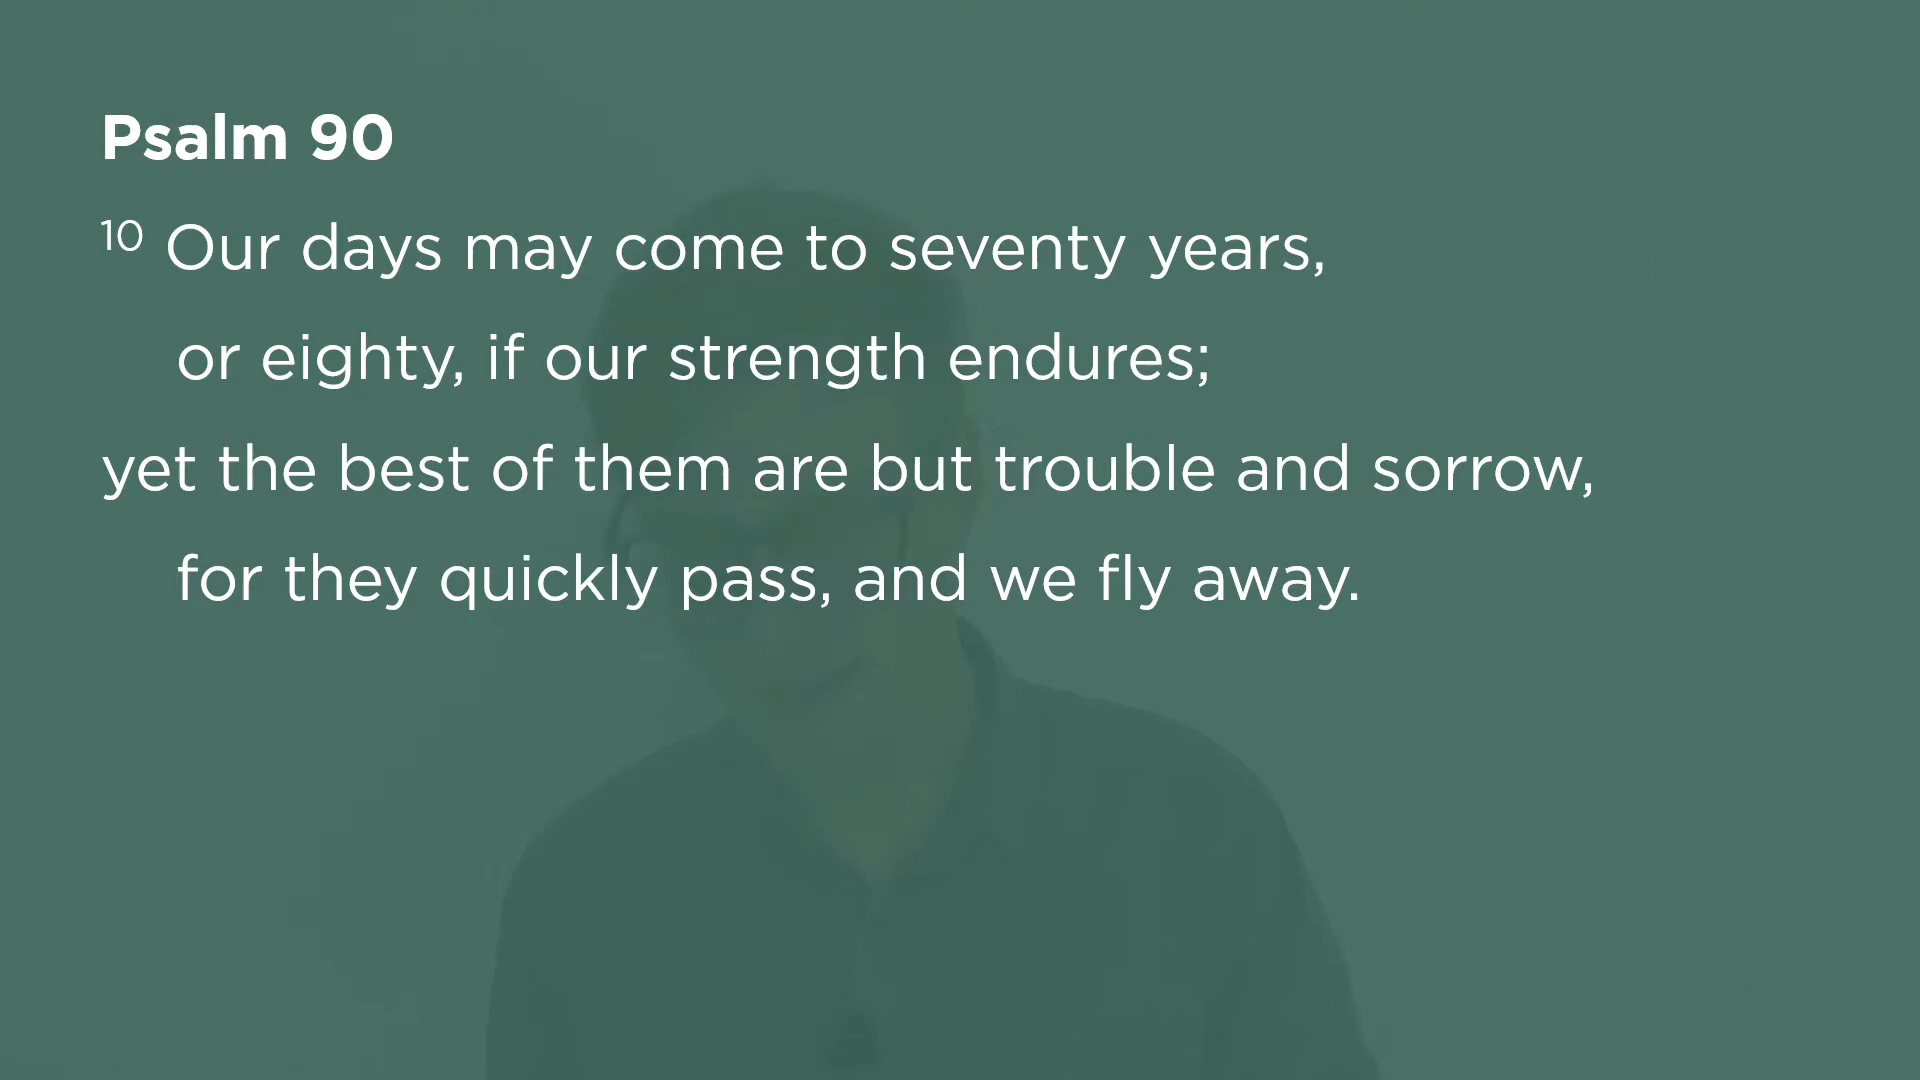 Psalm 90
10 Our days may come to seventy years,
or eighty, if our strength endures;
yet the best of them are but trouble and sorrow,
for they quickly pass, and we fly away.